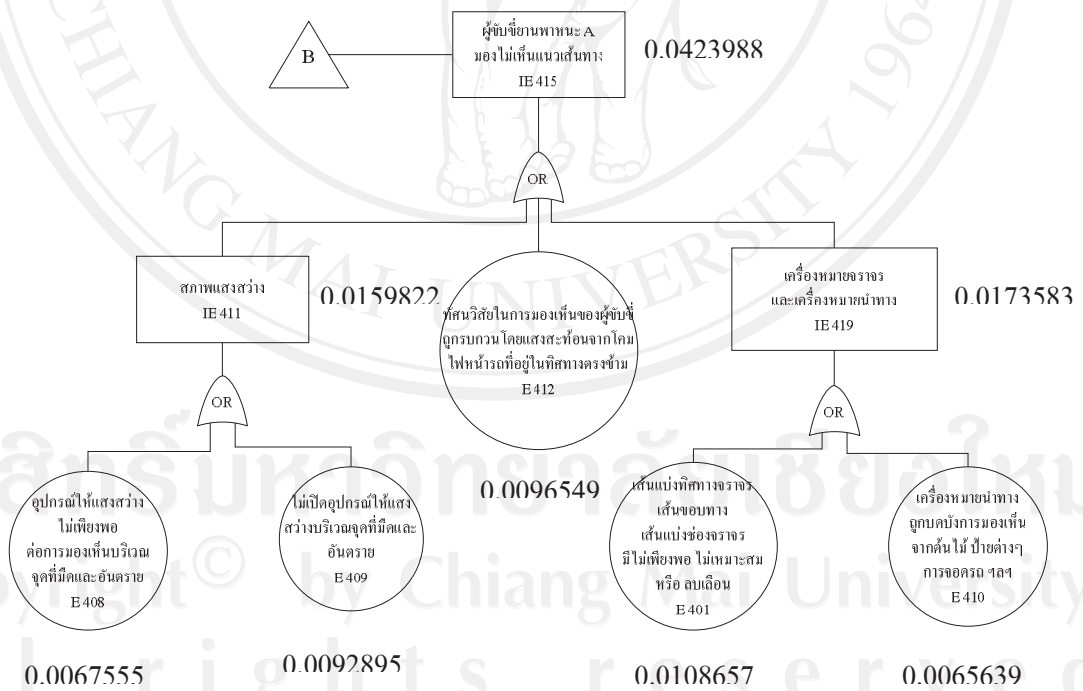 B
ผู้ขับขี่ยานพาหนะ A
มองไม่เห็นแนวเส้นทาง
IE 415
0.0423988
OR
สภาพแสงสว่าง
IE 411
0.0159822
ทัศนวิสัยในการมองเห็นของผู้ขับขี่
ถูกรบกวนโดยแสงสะท้อนจากโคม
ไฟหน้ารถที่อยู่ในทิศทางตรงข้าม
E 412
0.0096549
เครื่องหมายจราจร
และเครื่องหมายนำทาง
IE 419
0.0173583
OR
OR
อุปกรณ์ให้แสงสว่าง
ไม่เพียงพอ
ต่อการมองเห็นบริเวณ
จุดที่มืดและอันตราย
E 408
0.0067555
ไม่เปิดอุปกรณ์ให้แสง
สว่างบริเวณจุดที่มืดและ
อันตราย
E 409
0.0092895
เส้นแบ่งทิศทางจราจร
เส้นขอบทาง
เส้นแบ่งช่องจราจร
มีไม่เพียงพอ ไม่เหมาะสม
หรือ ลบเลือน
E 401
0.0108657
เครื่องหมายนำทาง
ถูกบดบังการมองเห็น
จากต้นไม้ ป้ายต่างๆ
การจอดรถ ฯลฯ
E 410
0.0065639
CHIANG MAI UNIVERSITY 1964
by Chiang Mai University
rights reserved